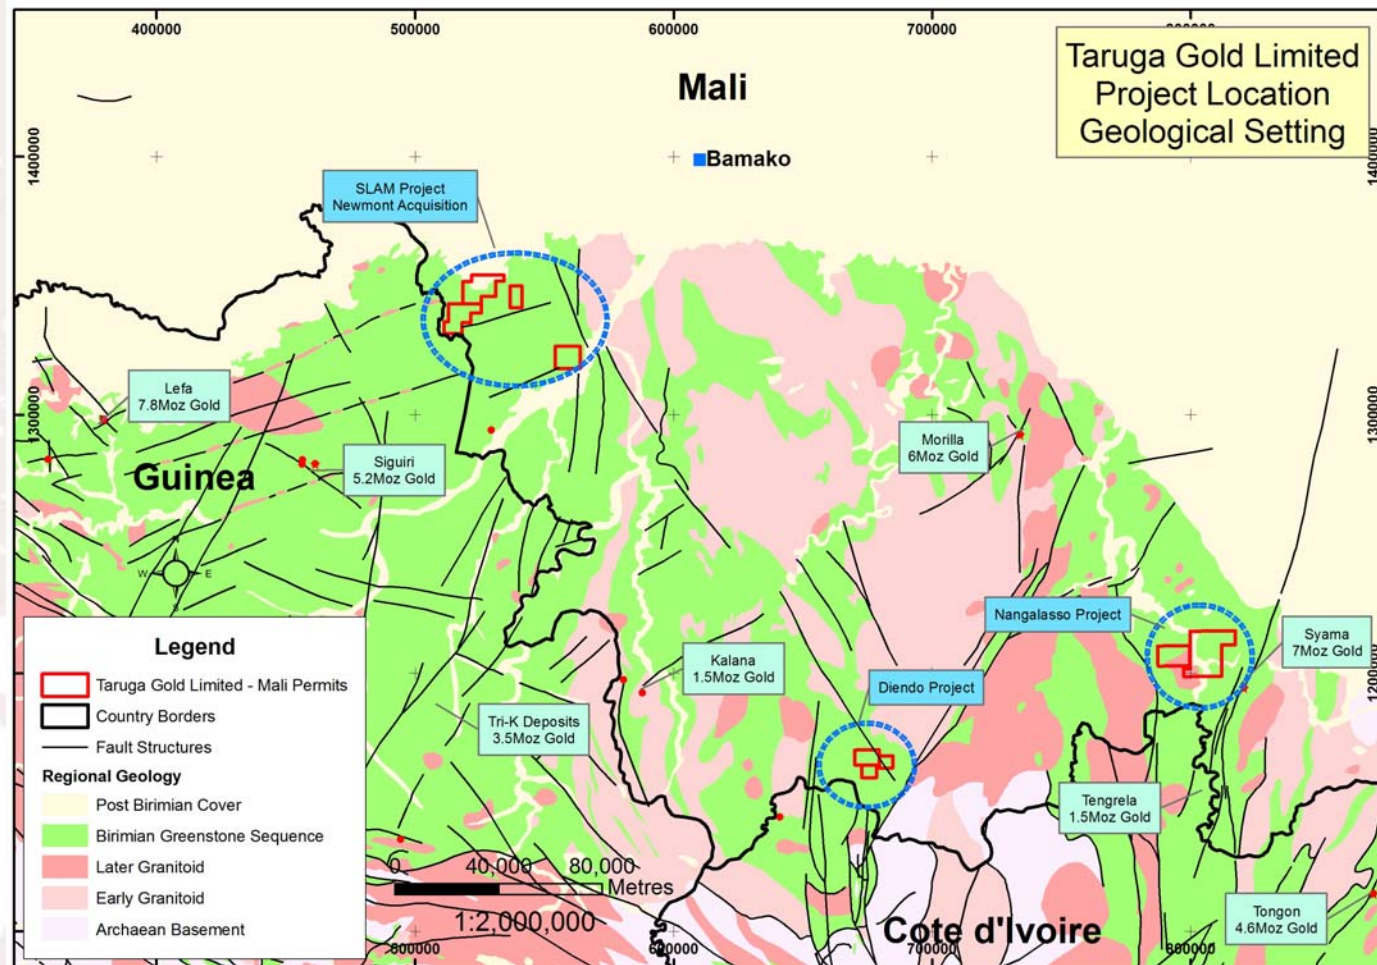 400000
500000
600000
700000
800000
Taruga Gold Limited
Project Location
Geological Setting
Mali
Bamako
1400000
1400000
SLAM Project
Newmont Acquisition
Lefa
7.8Moz Gold
1300000
1300000
Morilla
6Moz Gold
Siguiri
5.2Moz Gold
Guinea
N
W
E
S
Nangalasso Project
Syama
7Moz Gold
Kalana
1.5Moz Gold
Diendo Project
1200000
Tri-K Deposits
3.5Moz Gold
Tengrela
1.5Moz Gold
Legend
Taruga Gold Limited - Mali Permits
Country Borders
Fault Structures
Regional Geology
Post Birimian Cover
Birimian Greenstone Sequence
Later Granitoid
Early Granitoid
Archaean Basement
0
40,000
80,000
Metres
1:2,000,000
Cote d'Ivoire
Tongon
4.6Moz Gold
500000
600000
700000
800000